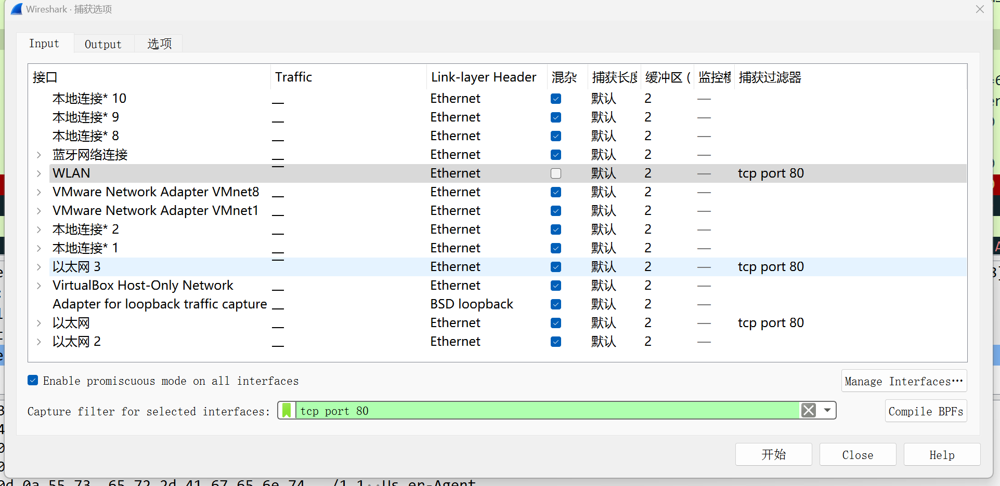 Wireshark · 捕获选项
Input Output 选项
接口 Traffic Link-layer Header 混杂 捕获长度 缓冲区 ( 监控模 捕获过滤器
本地连接* 10 Ethernet 默认 2 —
本地连接* 9 Ethernet 默认 2 —
本地连接* 8 Ethernet 默认 2 —
蓝牙网络连接 Ethernet 默认 2 —
WLAN Ethernet 默认 2 — tcp port 80
VMware Network Adapter VMnet8 Ethernet 默认 2 —
VMware Network Adapter VMnet1 Ethernet 默认 2 —
本地连接* 2 Ethernet 默认 2 —
本地连接* 1 Ethernet 默认 2 —
以太网 3 Ethernet 默认 2 — tcp port 80
VirtualBox Host-Only Network Ethernet 默认 2 —
Adapter for loopback traffic capture BSD loopback 默认 2 —
以太网 Ethernet 默认 2 — tcp port 80
以太网 2 Ethernet 默认 2 —
Enable promiscuous mode on all interfaces Manage Interfaces…
Capture filter for selected interfaces: tcp port 80 Compile BPFs
开始 Close Help
0d 0a 55 73 65 72 2d 41 67 65 6e 74 /1.1··Us er-Agent